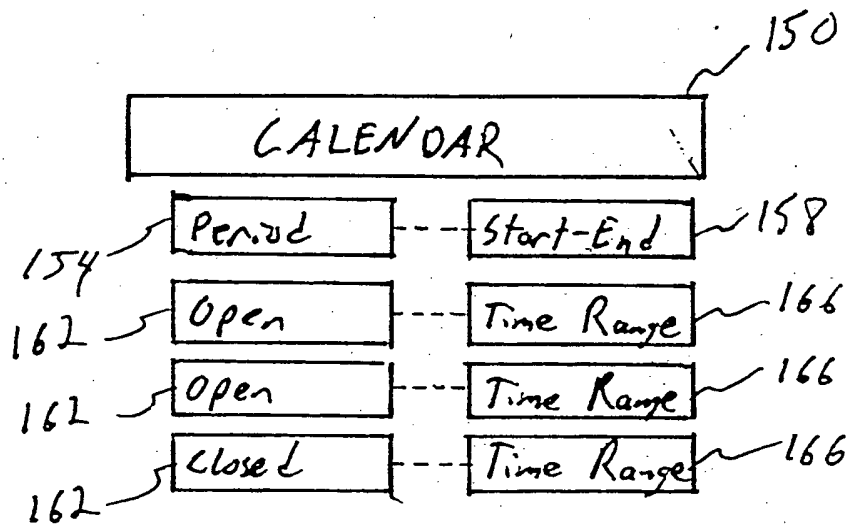 150
CALENDAR
154 Period Start-End 158
162 Open Time Range 166
162 Open Time Range 166
162 Closed Time Range 166